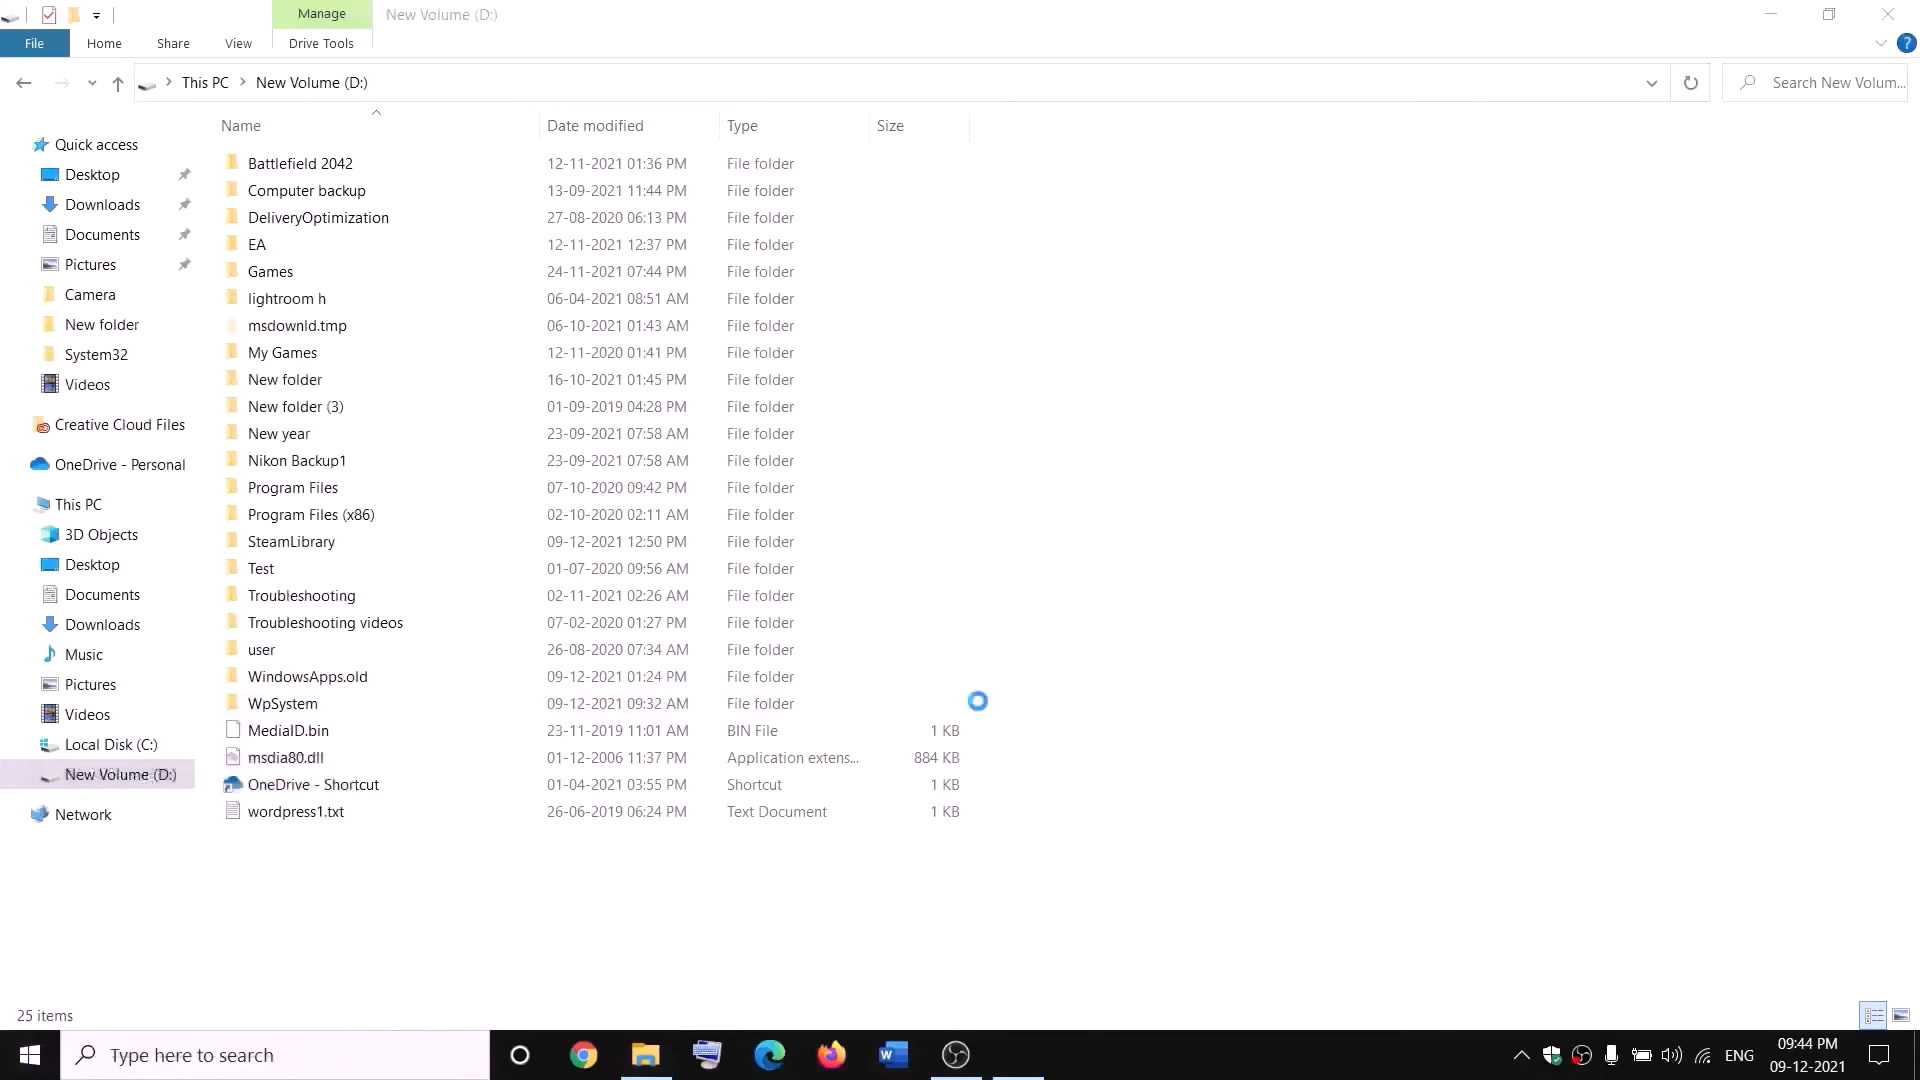 Manage New Volume (D:)
File Home Share View Drive Tools
This PC New Volume (D:) Search New Volum...
Name Date modified Type Size
Quick access
Desktop
Downloads
Documents
Pictures
Camera
New folder
System32
Videos
Creative Cloud Files
OneDrive - Personal
This PC
3D Objects
Desktop
Documents
Downloads
Music
Pictures
Videos
Local Disk (C:)
New Volume (D:)
Network
Battlefield 2042 12-11-2021 01:36 PM File folder
Computer backup 13-09-2021 11:44 PM File folder
DeliveryOptimization 27-08-2020 06:13 PM File folder
EA 12-11-2021 12:37 PM File folder
Games 24-11-2021 07:44 PM File folder
lightroom h 06-04-2021 08:51 AM File folder
msdownld.tmp 06-10-2021 01:43 AM File folder
My Games 12-11-2020 01:41 PM File folder
New folder 16-10-2021 01:45 PM File folder
New folder (3) 01-09-2019 04:28 PM File folder
New year 23-09-2021 07:58 AM File folder
Nikon Backup1 23-09-2021 07:58 AM File folder
Program Files 07-10-2020 09:42 PM File folder
Program Files (x86) 02-10-2020 02:11 AM File folder
SteamLibrary 09-12-2021 12:50 PM File folder
Test 01-07-2020 09:56 AM File folder
Troubleshooting 02-11-2021 02:26 AM File folder
Troubleshooting videos 07-02-2020 01:27 PM File folder
user 26-08-2020 07:34 AM File folder
WindowsApps.old 09-12-2021 01:24 PM File folder
WpSystem 09-12-2021 09:32 AM File folder
MediaID.bin 23-11-2019 11:01 AM BIN File 1 KB
msdia80.dll 01-12-2006 11:37 PM Application extens... 884 KB
OneDrive - Shortcut 01-04-2021 03:55 PM Shortcut 1 KB
wordpress1.txt 26-06-2019 06:24 PM Text Document 1 KB
25 items
Type here to search
ENG
09:44 PM
09-12-2021